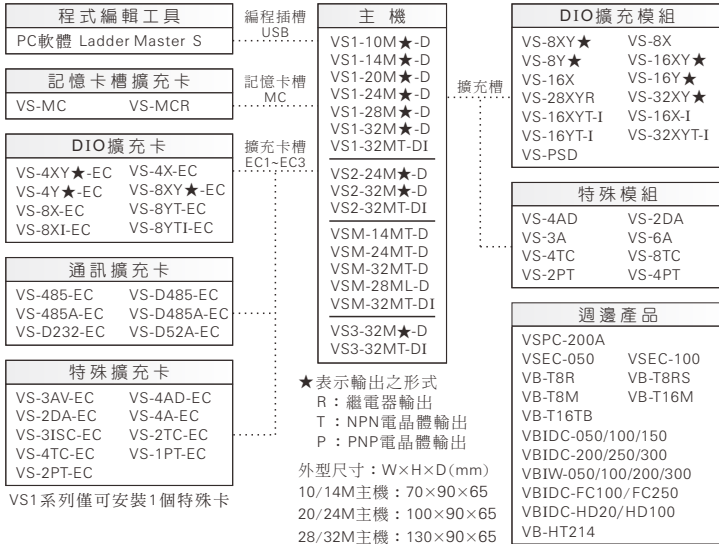 程式編輯工具
PC軟體 Ladder Master S
記憶卡槽擴充卡
VS-MC VS-MCR
DIO擴充卡
VS-4XY★-EC VS-4X-EC
VS-4Y★-EC VS-8XY★-EC
VS-8X-EC VS-8YT-EC
VS-8XI-EC VS-8YTI-EC
通訊擴充卡
VS-485-EC VS-D485-EC
VS-485A-EC VS-D485A-EC
VS-D232-EC VS-D52A-EC
特殊擴充卡
VS-3AV-EC VS-4AD-EC
VS-2DA-EC VS-4A-EC
VS-3ISC-EC VS-2TC-EC
VS-4TC-EC VS-1PT-EC
VS-2PT-EC
VS1系列僅可安裝1個特殊卡
編程插槽
USB
記憶卡槽
MC
擴充卡槽
EC1~EC3
主機
VS1-10M★-D
VS1-14M★-D
VS1-20M★-D
VS1-24M★-D
VS1-28M★-D
VS1-32M★-D
VS1-32MT-DI
VS2-24M★-D
VS2-32M★-D
VS2-32MT-DI
VSM-14MT-D
VSM-24MT-D
VSM-32MT-D
VSM-28ML-D
VSM-32MT-DI
VS3-32M★-D
VS3-32MT-DI
★表示輸出之形式
R：繼電器輸出
T：NPN電晶體輸出
P：PNP電晶體輸出
外型尺寸：W×H×D(mm)
10/14M主機：70×90×65
20/24M主機：100×90×65
28/32M主機：130×90×65
擴充槽
DIO擴充模組
VS-8XY★ VS-8X
VS-8Y★ VS-16XY★
VS-16X VS-16Y★
VS-28XYR VS-32XY★
VS-16XYT-I VS-16X-I
VS-16YT-I VS-32XYT-I
VS-PSD
特殊模組
VS-4AD VS-2DA
VS-3A VS-6A
VS-4TC VS-8TC
VS-2PT VS-4PT
週邊產品
VSPC-200A
VSEC-050 VSEC-100
VB-T8R VB-T8RS
VB-T8M VB-T16M
VB-T16TB
VBIDC-050/100/150
VBIDC-200/250/300
VBIW-050/100/200/300
VBIDC-FC100/FC250
VBIDC-HD20/HD100
VB-HT214